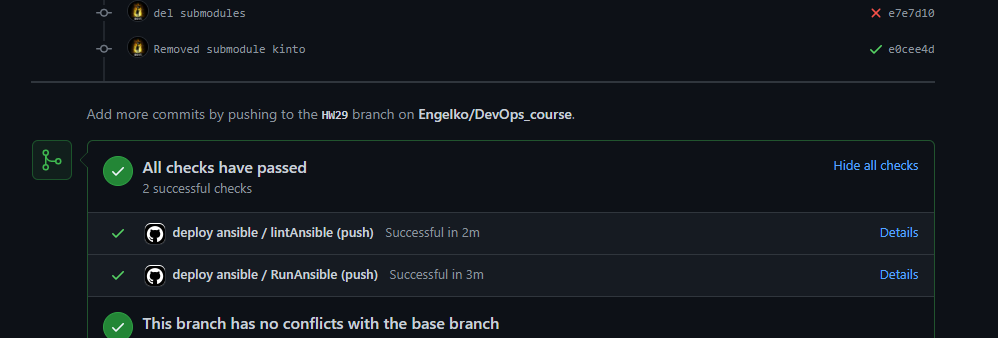 del submodules e7e7d10
Removed submodule kinto e0cee4d
Add more commits by pushing to the HW29 branch on Engelko/DevOps_course.
All checks have passed Hide all checks
2 successful checks
deploy ansible / lintAnsible (push) Successful in 2m Details
deploy ansible / RunAnsible (push) Successful in 3m Details
This branch has no conflicts with the base branch